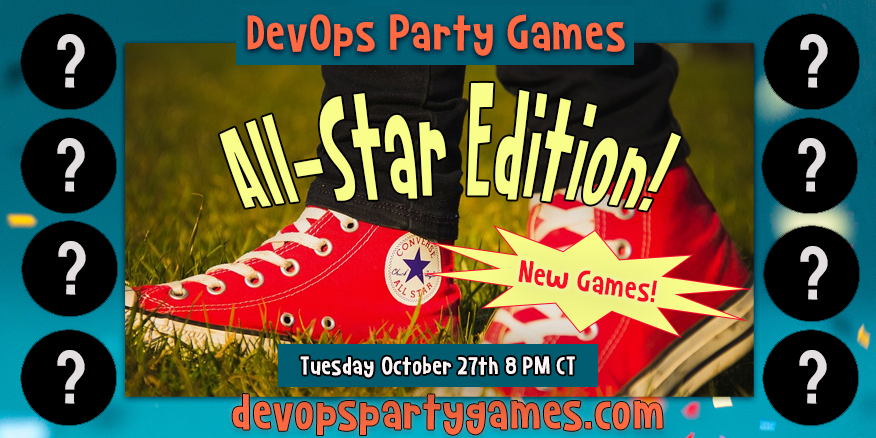 DevOps Party Games
?
?
?
?
?
?
?
?
All-Star Edition!
CONVERSE
ALL STAR
New Games!
Tuesday October 27th 8 PM CT
devopspartygames.com